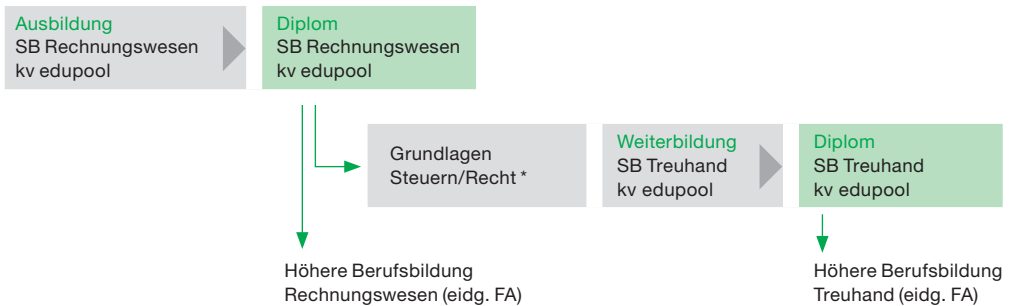 Ausbildung
SB Rechnungswesen
kv edupool
Diplom
SB Rechnungswesen
kv edupool
Grundlagen
Steuern/Recht *
Weiterbildung
SB Treuhand
kv edupool
Diplom
SB Treuhand
kv edupool
Höhere Berufsbildung
Rechnungswesen (eidg. FA)
Höhere Berufsbildung
Treuhand (eidg. FA)